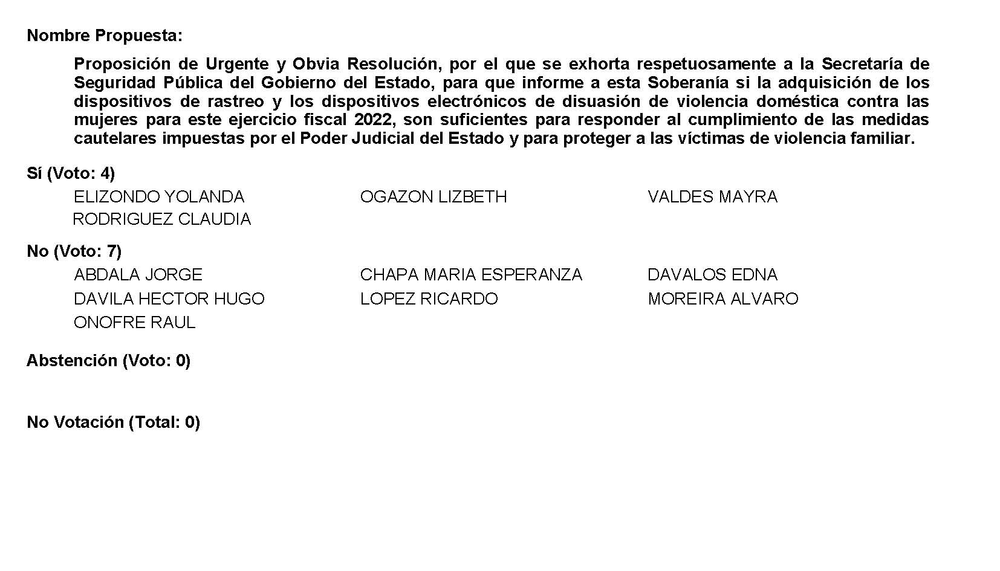 Nombre Propuesta:
Proposición de Urgente y Obvia Resolución, por el que se exhorta respetuosamente a la Secretaría de
Seguridad Pública del Gobierno del Estado, para que informe a esta Soberanía si la adquisición de los
dispositivos de rastreo y los dispositivos electrónicos de disuasión de violencia doméstica contra las
mujeres para este ejercicio fiscal 2022, son suficientes para responder al cumplimiento de las medidas
cautelares impuestas por el Poder Judicial del Estado y para proteger a las víctimas de violencia familiar.
Sí (Voto: 4)
ELIZONDO YOLANDA OGAZON LIZBETH VALDES MAYRA
RODRIGUEZ CLAUDIA
No (Voto: 7)
ABDALA JORGE CHAPA MARIA ESPERANZA DAVALOS EDNA
DAVILA HECTOR HUGO LOPEZ RICARDO MOREIRA ALVARO
ONOFRE RAUL
Abstención (Voto: 0)
No Votación (Total: 0)